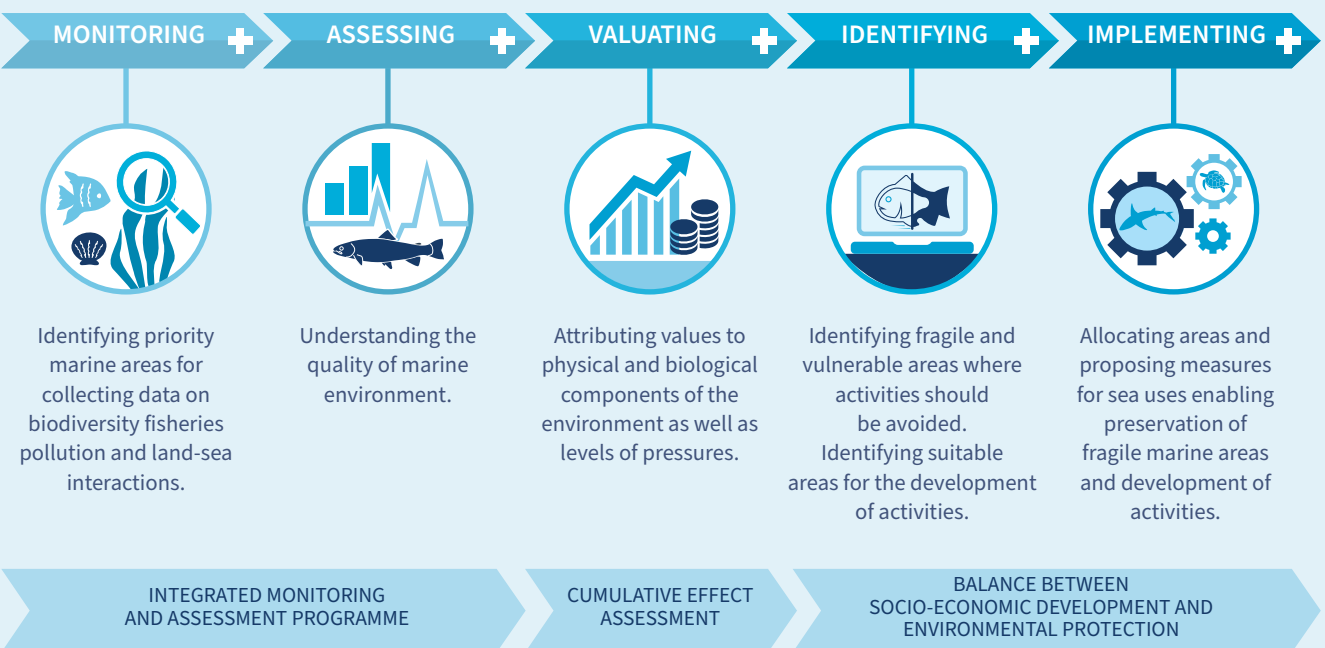 MONITORING
ASSESSING
VALUATING
IDENTIFYING
IMPLEMENTING
Identifying priority
marine areas for
collecting data on
biodiversity fisheries
pollution and land-sea
interactions.
Understanding the
quality of marine
environment.
Attributing values to
physical and biological
components of the
environment as well as
levels of pressures.
Identifying fragile and
vulnerable areas where
activities should
be avoided.
Identifying suitable
areas for the development
of activities.
Allocating areas and
proposing measures
for sea uses enabling
preservation of
fragile marine areas
and development of
activities.
INTEGRATED MONITORING
AND ASSESSMENT PROGRAMME
CUMULATIVE EFFECT
ASSESSMENT
BALANCE BETWEEN
SOCIO-ECONOMIC DEVELOPMENT AND
ENVIRONMENTAL PROTECTION